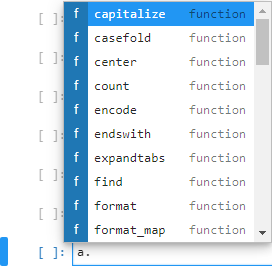 [ ]: f capitalize function
f casefold function
[ ]: f center function
f count function
[ ]: f encode function
f endswith function
[ ]: f expandtabs function
f find function
[ ]: f format function
f format_map function
[ ]: a.